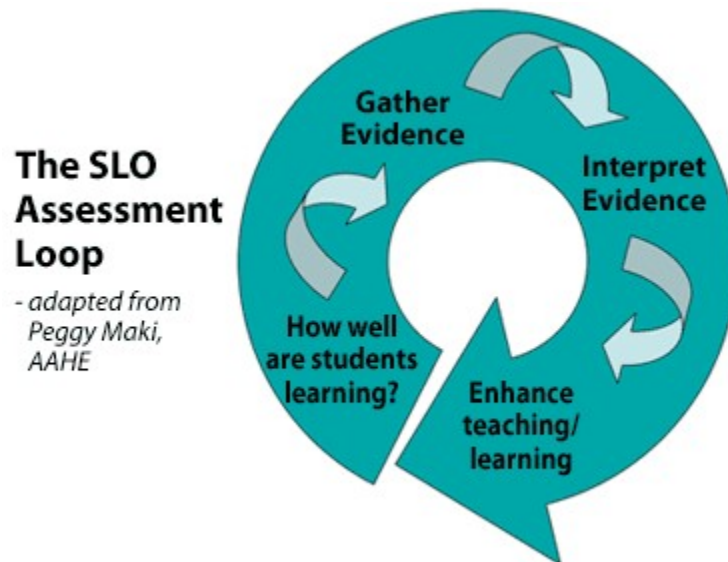 The SLO
Assessment
Loop
- adapted from
Peggy Maki,
AAHE
How well
are students
learning?
Gather
Evidence
Interpret
Evidence
Enhance
teaching/
learning